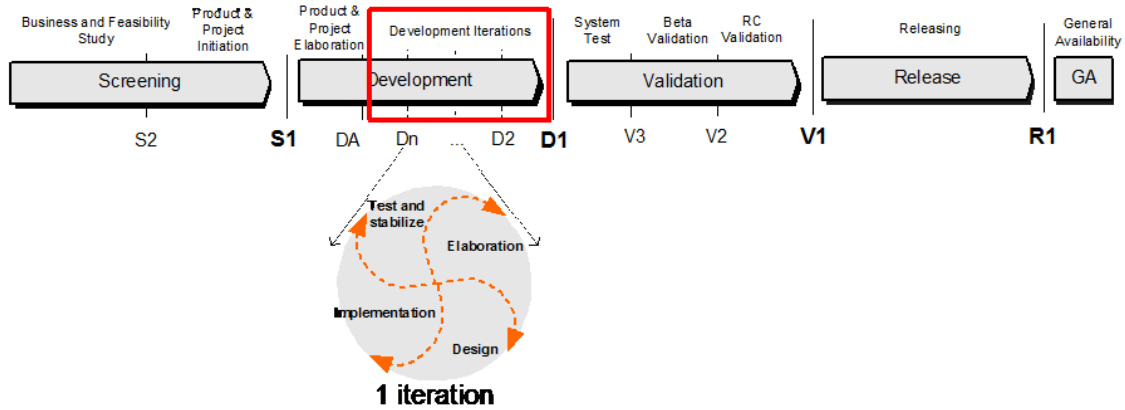 Business and Feasibility
Study
Product &
Project
Initiation
Product &
Project
Elaboration
Development Iterations
System
Test
Beta
Validation
RC
Validation
Releasing
General
Availability
Screening
Development
Validation
Release
GA
S2
S1
DA
Dn
...
D2
D1
V3
V2
V1
R1
Test and
stabilize
Elaboration
Implementation
Design
1 iteration